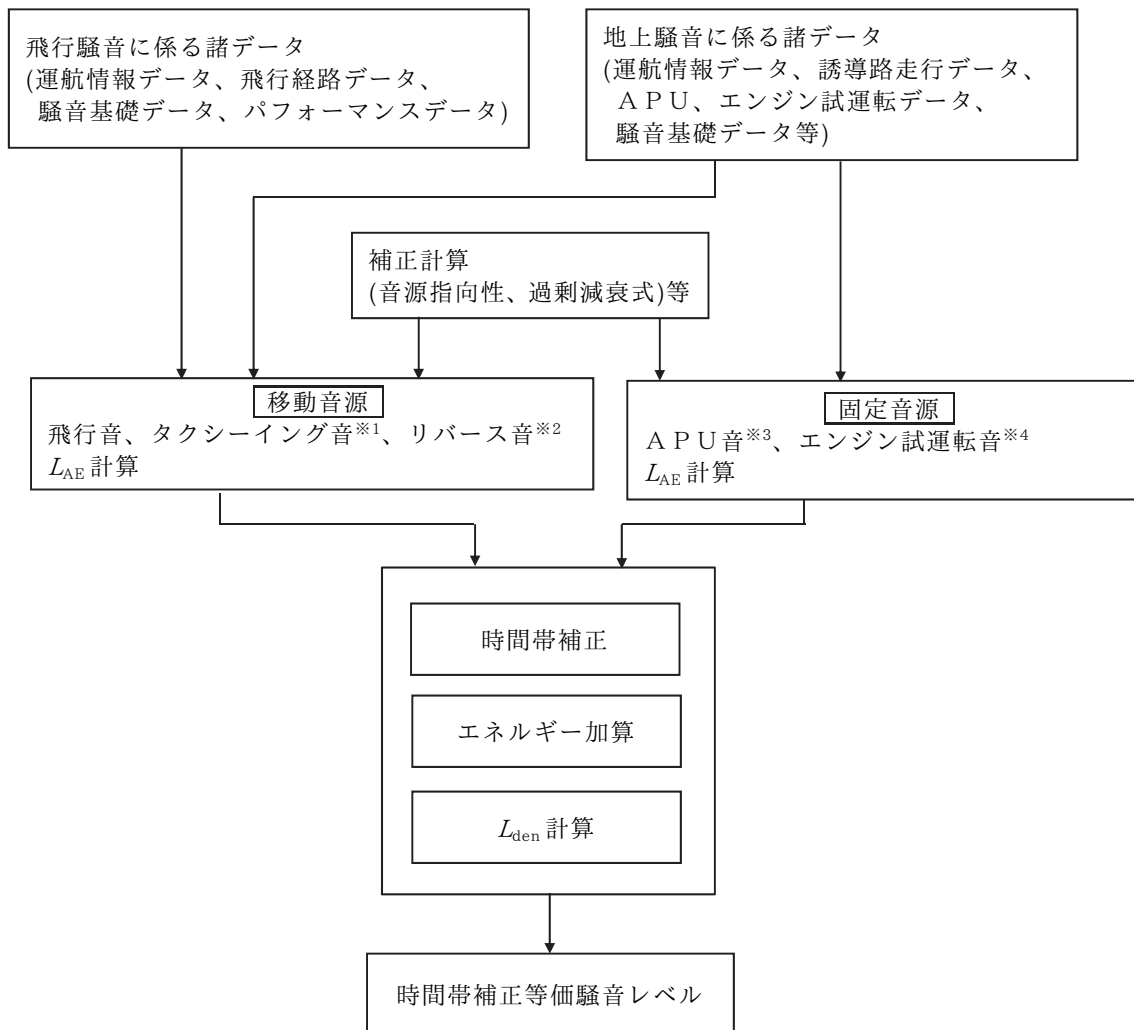 飛行騒音に係る諸データ
(運航情報データ、飛行経路データ、
騒音基礎データ、パフォーマンスデータ)
地上騒音に係る諸データ
(運航情報データ、誘導路走行データ、
ＡＰＵ、エンジン試運転データ、
騒音基礎データ等)
補正計算
(音源指向性、過剰減衰式)等
移動音源
飛行音、タクシーイング音※1、リバース音※2
LAE計算
固定音源
ＡＰＵ音※3、エンジン試運転音※4
LAE計算
時間帯補正
エネルギー加算
Lden計算
時間帯補正等価騒音レベル